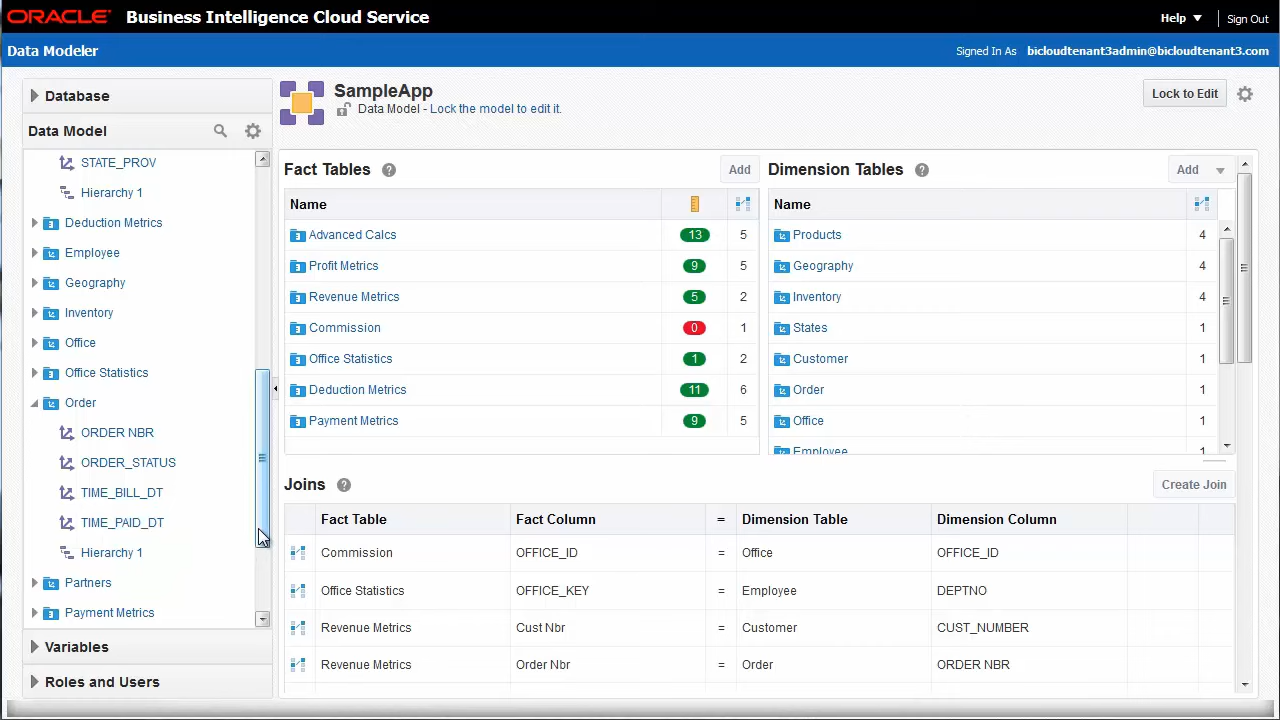 ORACLE Business Intelligence Cloud Service Help Sign Out
Data Modeler Signed In As bicloudtenant3admin@bicloudtenant3.com
Database
Data Model
STATE_PROV
Hierarchy 1
Deduction Metrics
Employee
Geography
Inventory
Office
Office Statistics
Order
ORDER NBR
ORDER_STATUS
TIME_BILL_DT
TIME_PAID_DT
Hierarchy 1
Partners
Payment Metrics
Variables
Roles and Users
SampleApp
Data Model - Lock the model to edit it.
Lock to Edit
Fact Tables ? Add
Name
Advanced Calcs 13 5
Profit Metrics 9 5
Revenue Metrics 5 2
Commission 0 1
Office Statistics 1 2
Deduction Metrics 11 6
Payment Metrics 9 5
Dimension Tables ? Add
Name
Products 4
Geography 4
Inventory 4
States 1
Customer 1
Order 1
Office 1
Employee 1
Joins ? Create Join
Fact Table Fact Column = Dimension Table Dimension Column
Commission OFFICE_ID = Office OFFICE_ID
Office Statistics OFFICE_KEY = Employee DEPTNO
Revenue Metrics Cust Nbr = Customer CUST_NUMBER
Revenue Metrics Order Nbr = Order ORDER NBR